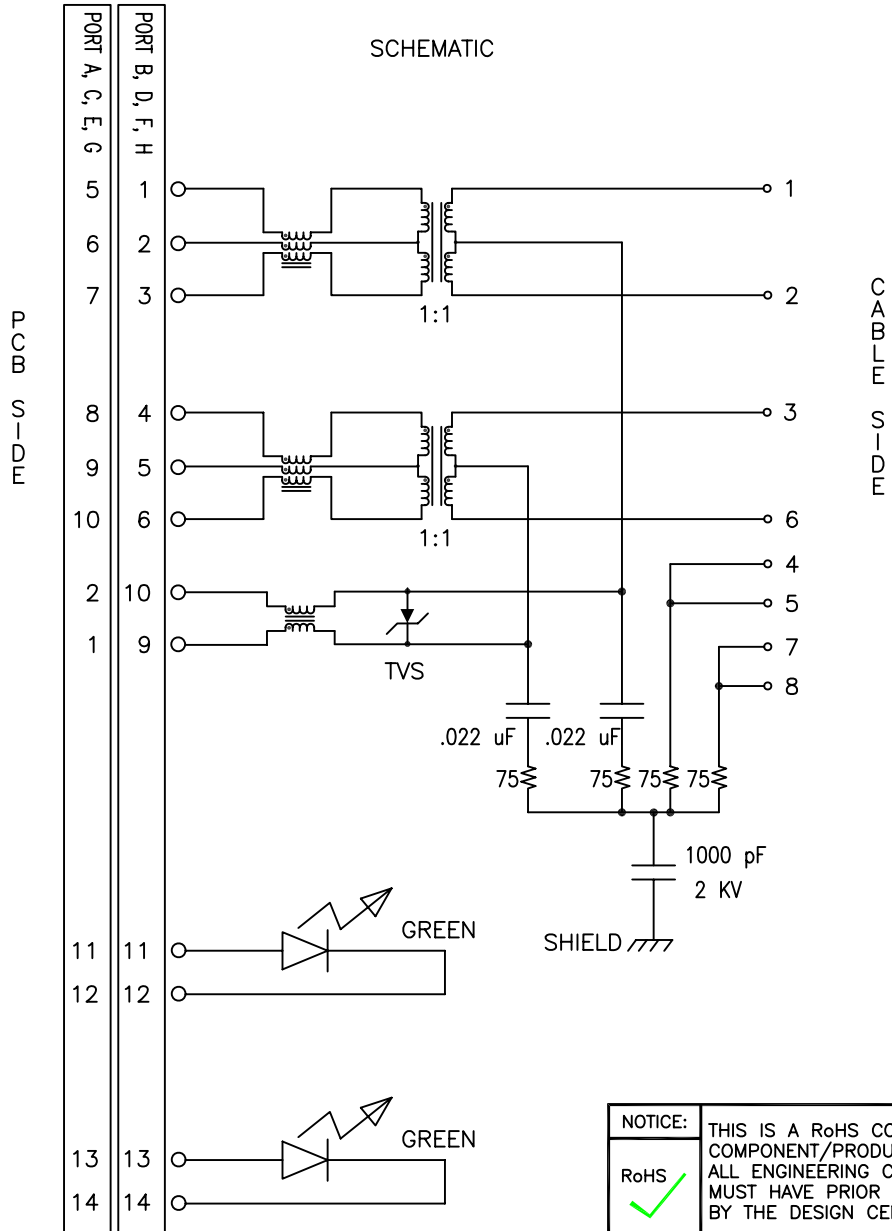 SCHEMATIC
PORT A, C, E, G
PORT B, D, F, H
PCB SIDE
CABLE SIDE
5 1 1
6 2
7 3 2
1:1
8 4 3
9 5
10 6 6
1:1
4
2 10
5
1 9
7
TVS
8
.022 uF .022 uF
75 75 75 75
1000 pF
2 KV
SHIELD
GREEN
11 11
12 12
GREEN
13 13
14 14
NOTICE:
RoHS
THIS IS A RoHS
COMPONENT/
ALL ENGINEERING
MUST HAVE PRIOR
BY THE DESIGN